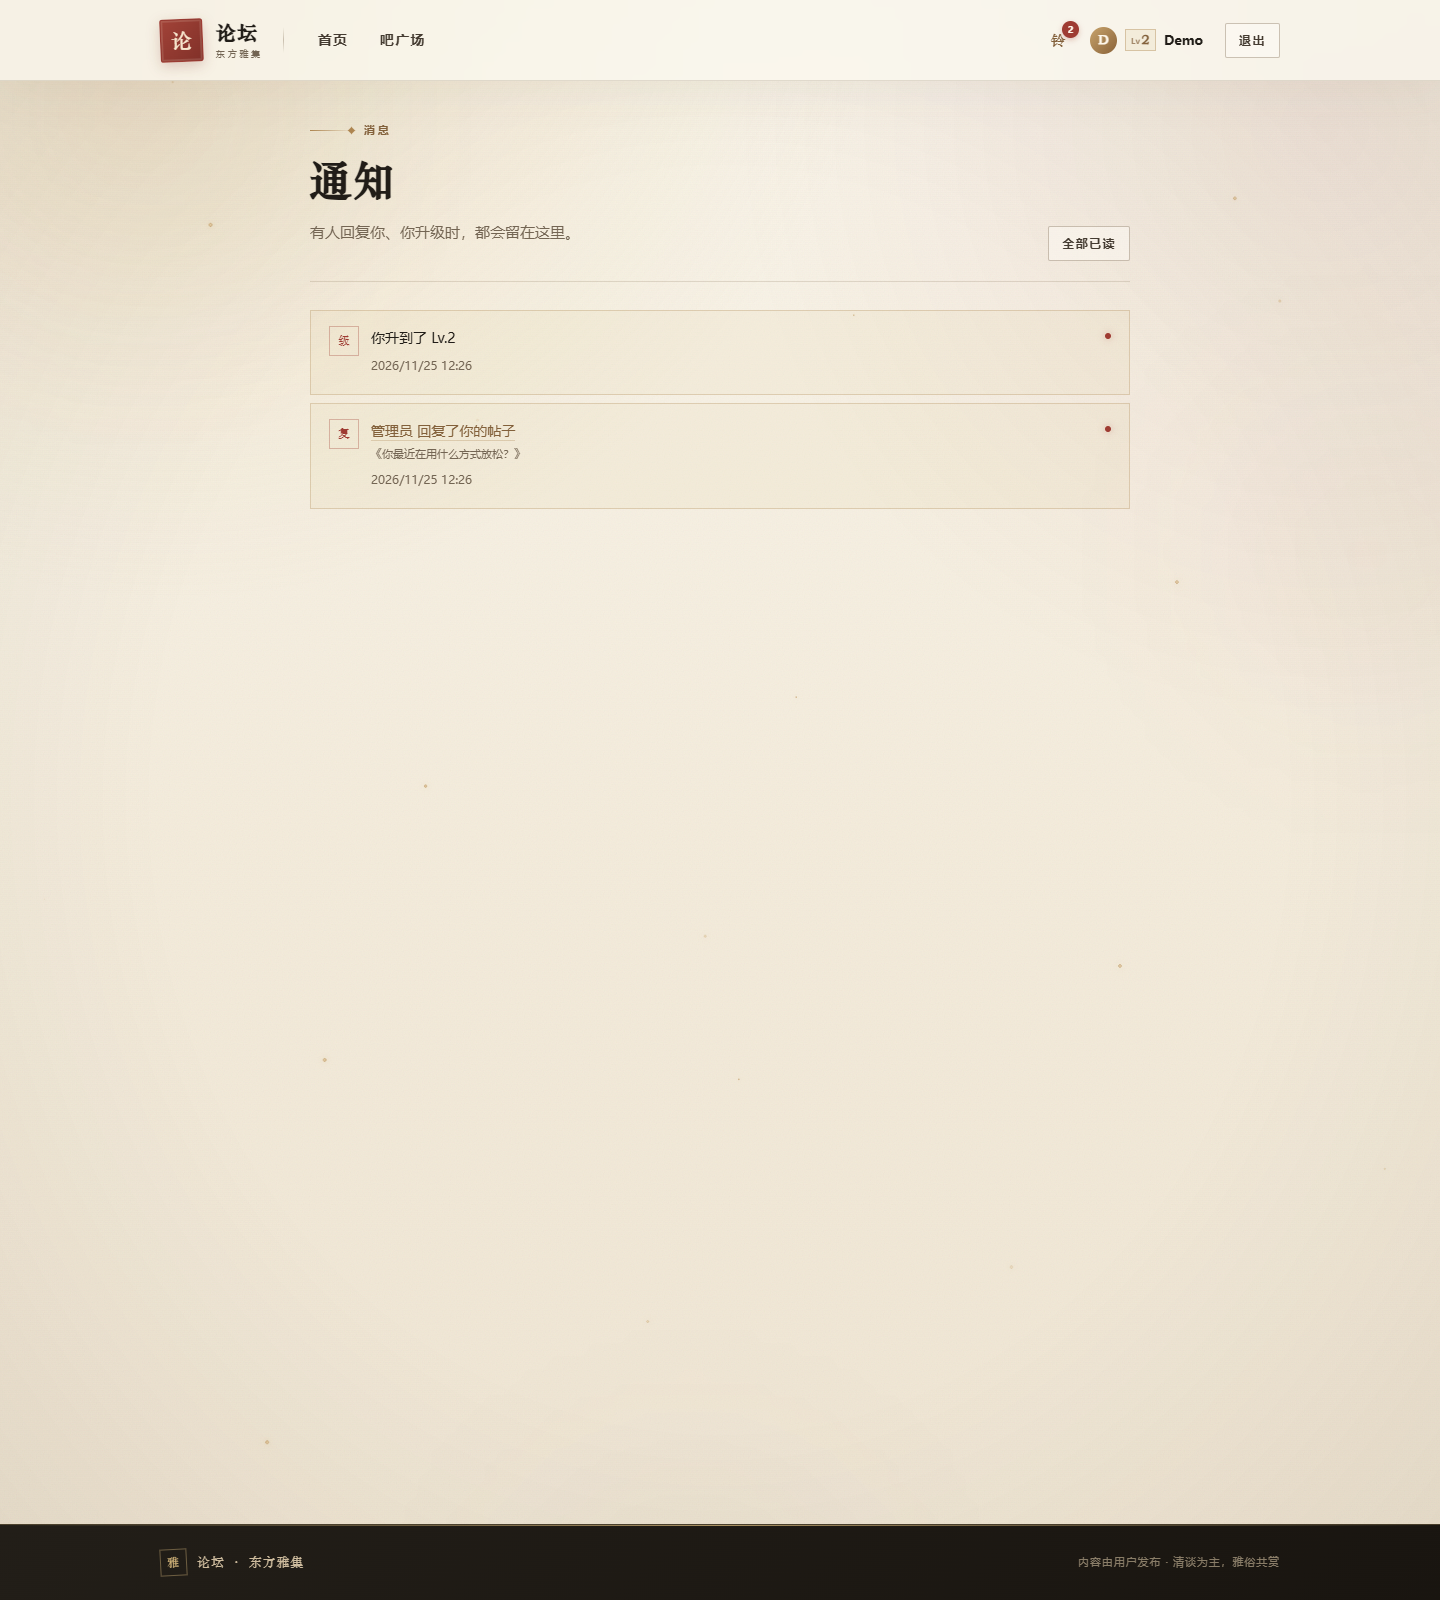 论
论坛
东方雅集
首页
吧广场
铃
2
D
Lv2
Demo
退出
消息
通知
有人回复你、你升级时，都会留在这里。
全部已读
级
你升到了 Lv.2
2026/11/25 12:26
复
管理员 回复了你的帖子
《你最近在用什么方式放松？》
2026/11/25 12:26
雅
论坛 · 东方雅集
内容由用户发布 · 清谈为主，雅俗共赏